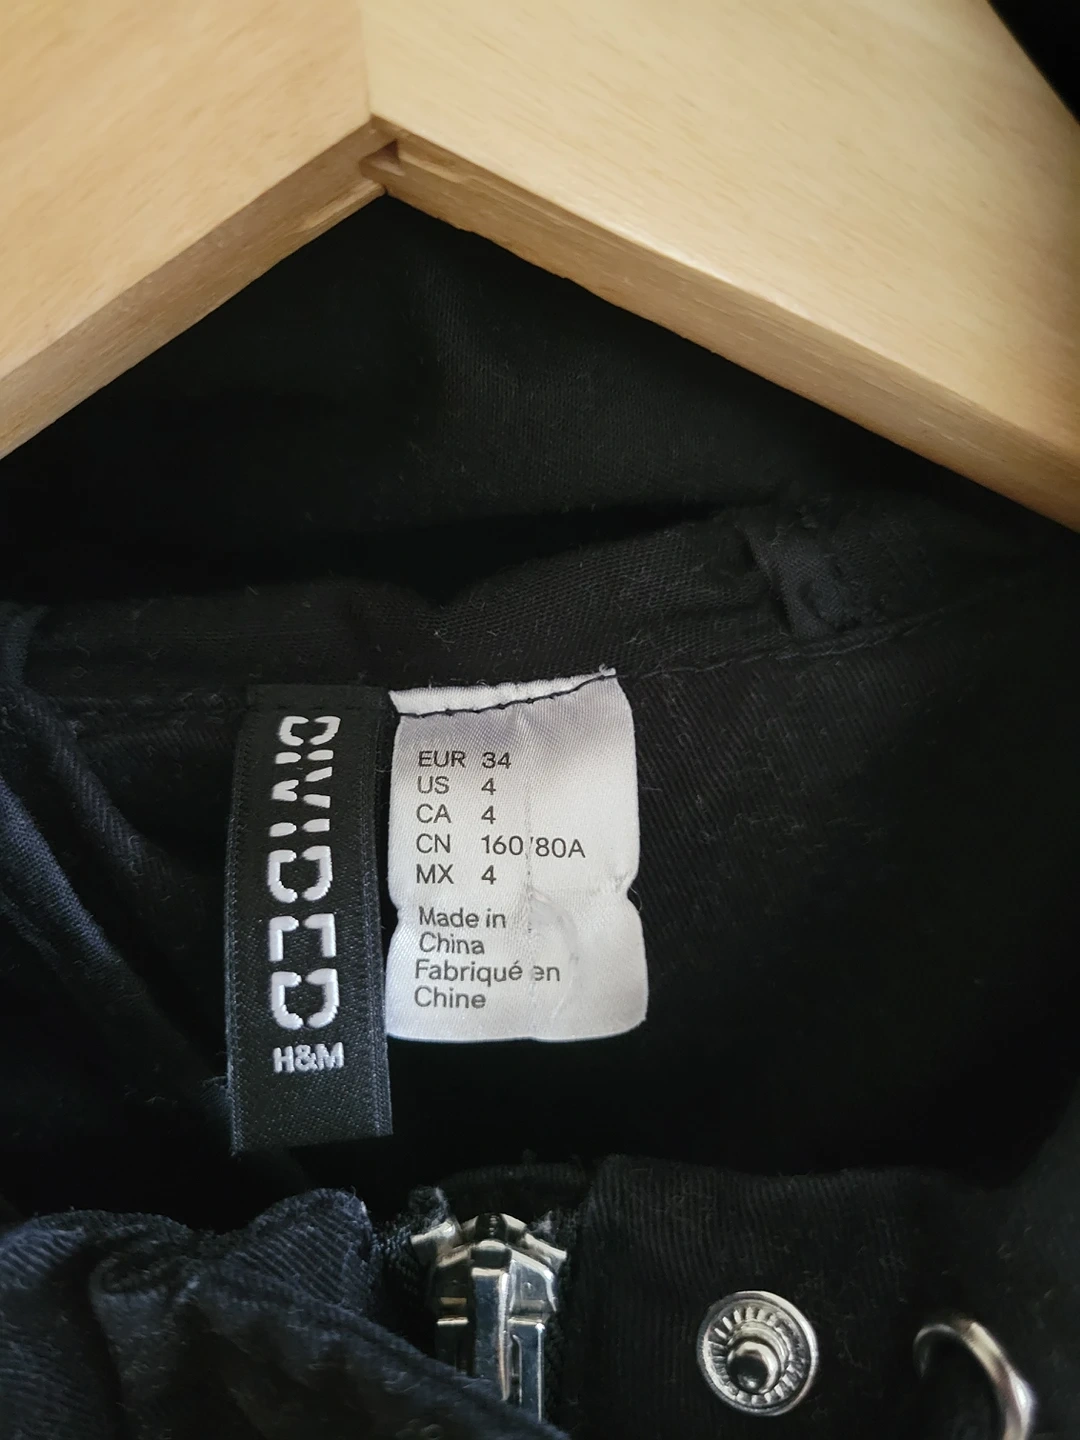 DIVIDED
H&M
EUR 34
US 4
CA 4
CN 160/80A
MX 4
Made in
China
Fabriqué en
Chine